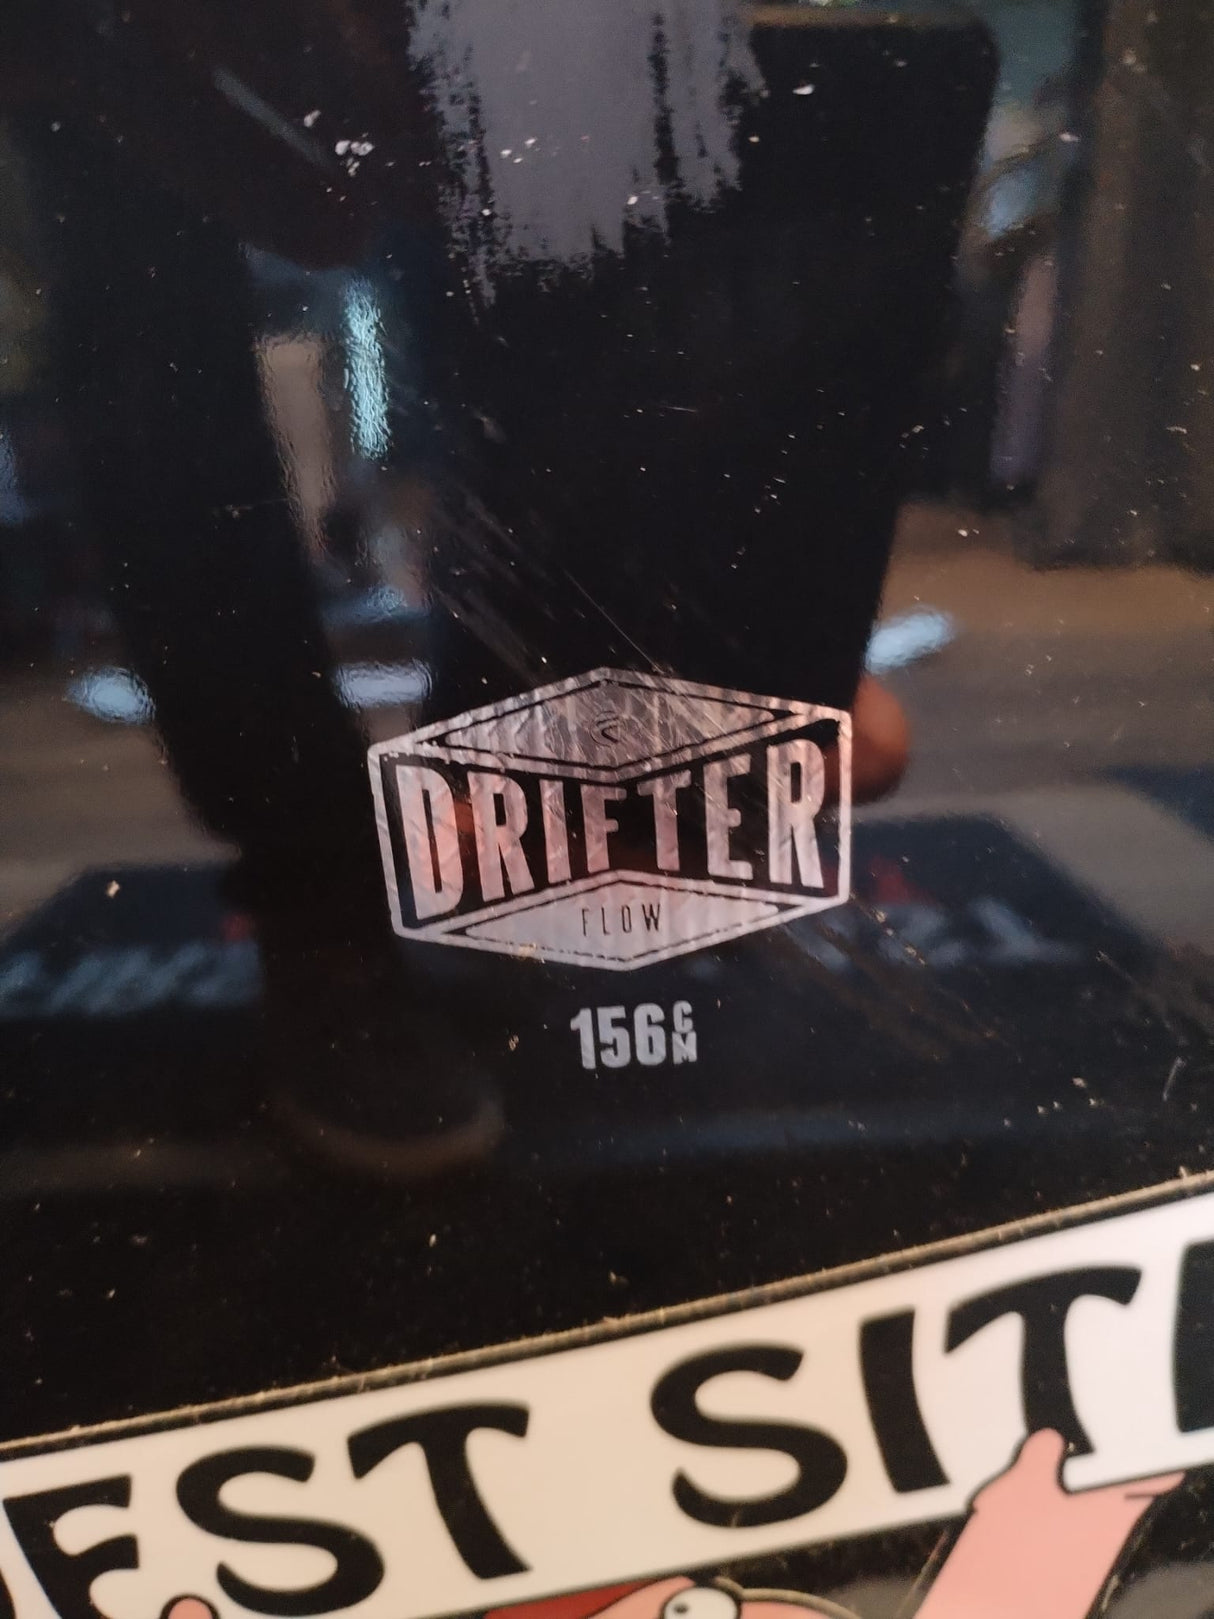 DRIFTER
FLOW
156CM
EST SIT